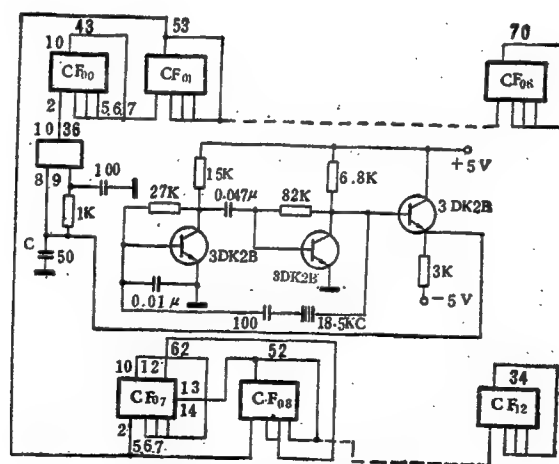 43 53 70
10
CF₀₀ CF₀₁ CF₀₆
2 5 6 7
10 36
+5V
8 9 100
15K 6.8K
27K 0.047μ 82K
3DK2B
1K
3DK2B
3DK2B
C 50
3K
0.01μ
-5V
100 18.5KC
62 52
10 12 34
13
CF₀₇ 14 CF₀₈ CF₁₂
2
5 6 7